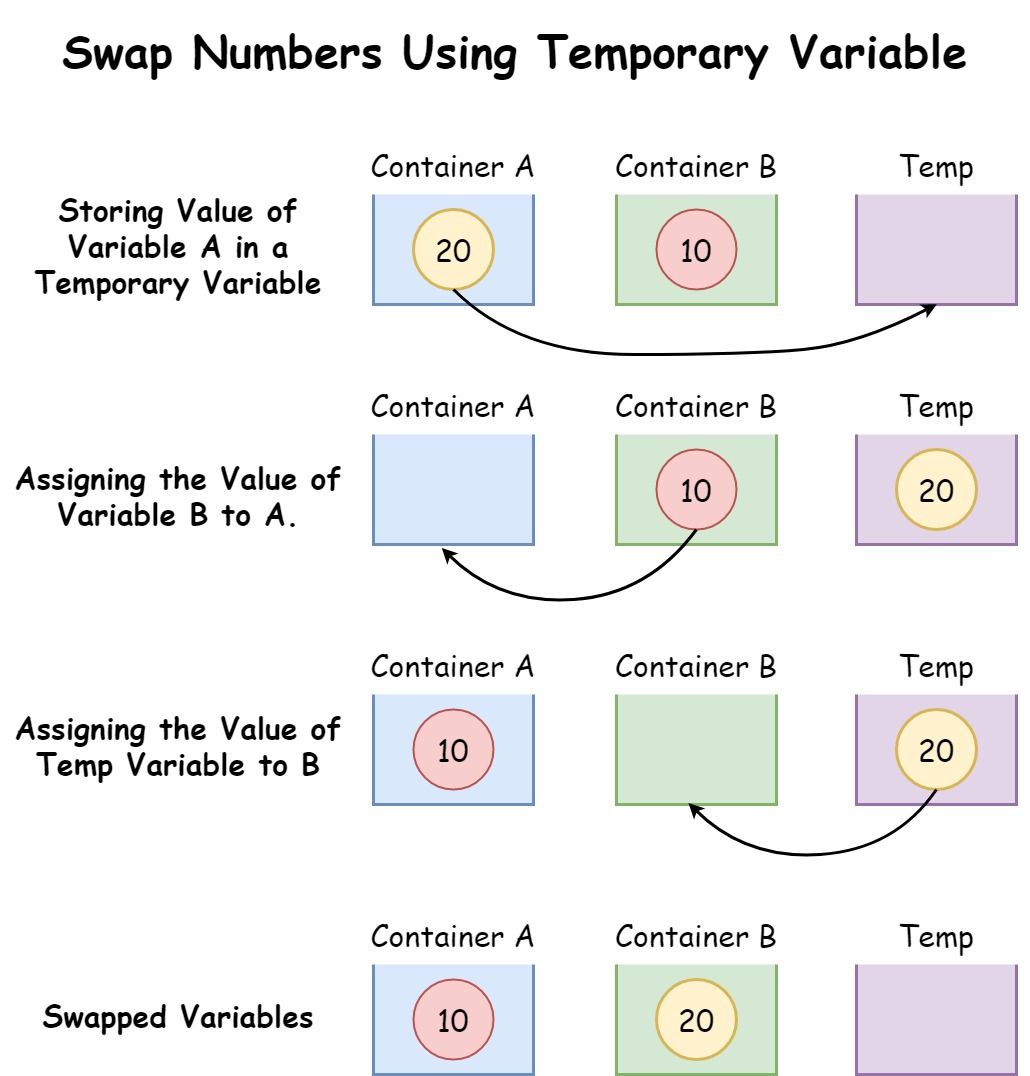 Swap Numbers Using Temporary Variable
Container A Container B Temp
Storing Value of
Variable A in a
Temporary Variable
20 10
Container A Container B Temp
Assigning the Value of
Variable B to A.
10 20
Container A Container B Temp
Assigning the Value of
Temp Variable to B
10 20
Container A Container B Temp
Swapped Variables
10 20